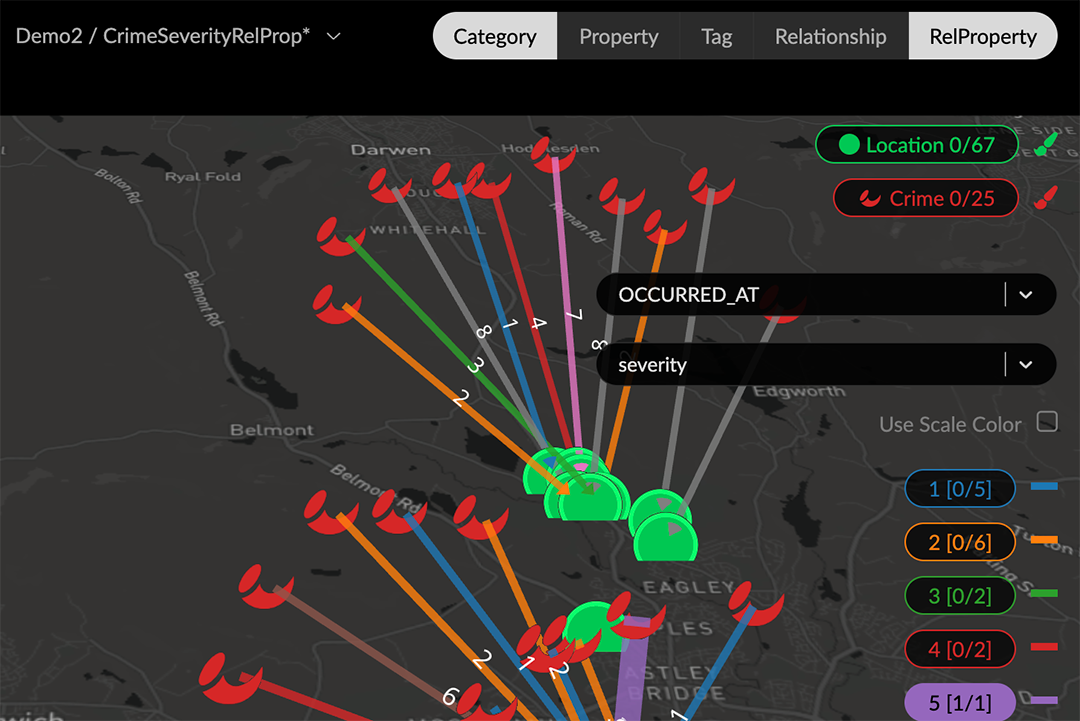 Demo2 / CrimeSeverityRelProp*
Category Property Tag Relationship RelProperty
Location 0/67
Crime 0/25
Darwen
Ryal Fold
Bolton Rd
WHITEHALL
Belmont Rd
OCCURRED_AT
severity
8 1 4 7 8
3
2
Edgworth
Use Scale Color
Belmont
Belmont Rd
1 [0/5]
2 [0/6]
3 [0/2]
4 [0/2]
5 [1/1]
EAGLEY
ASTLEY
BRIDGE
2 1 2
6
1